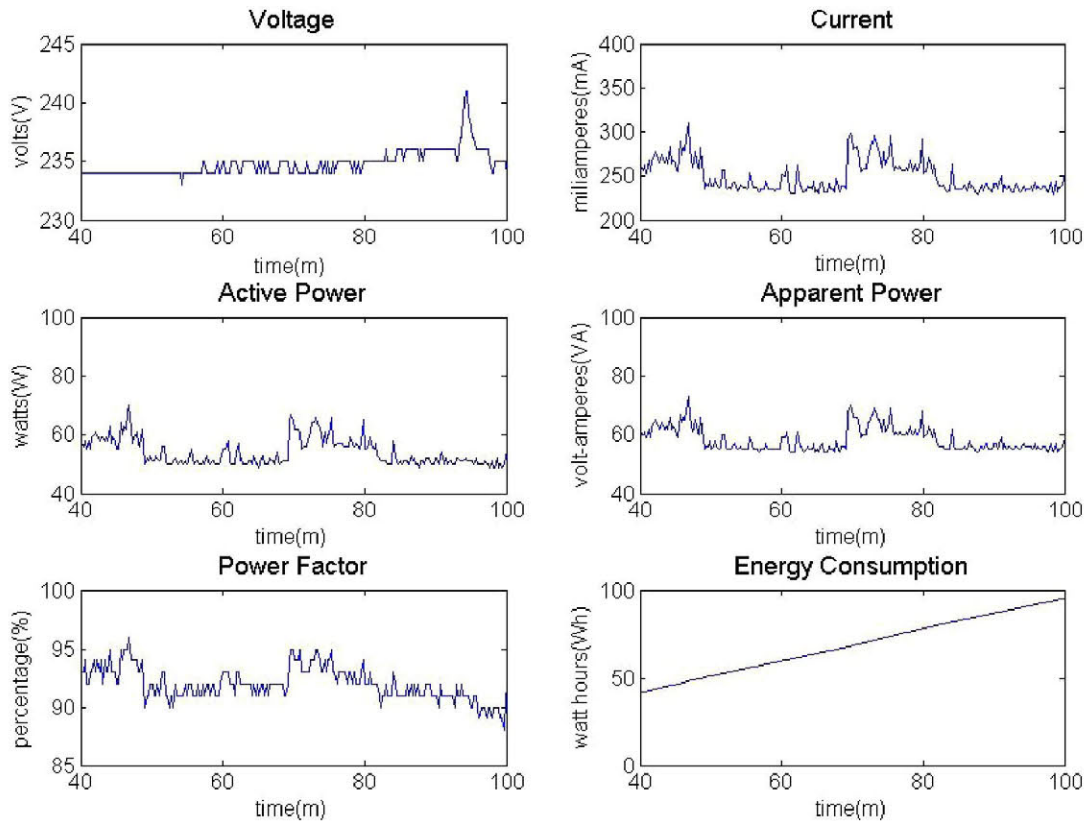 Voltage
245
240
235
230
volts(V)
40 60 80 100
time(m)
Current
400
350
300
250
200
miliamperes(mA)
40 60 80 100
time(m)
Active Power
100
80
60
40
watts(W)
40 60 80 100
time(m)
Apparent Power
100
80
60
40
volt-amperes(VA)
40 60 80 100
time(m)
Power Factor
100
95
90
85
percentage(%)
40 60 80 100
time(m)
Energy Consumption
100
50
0
watt hours(Wh)
40 60 80 100
time(m)